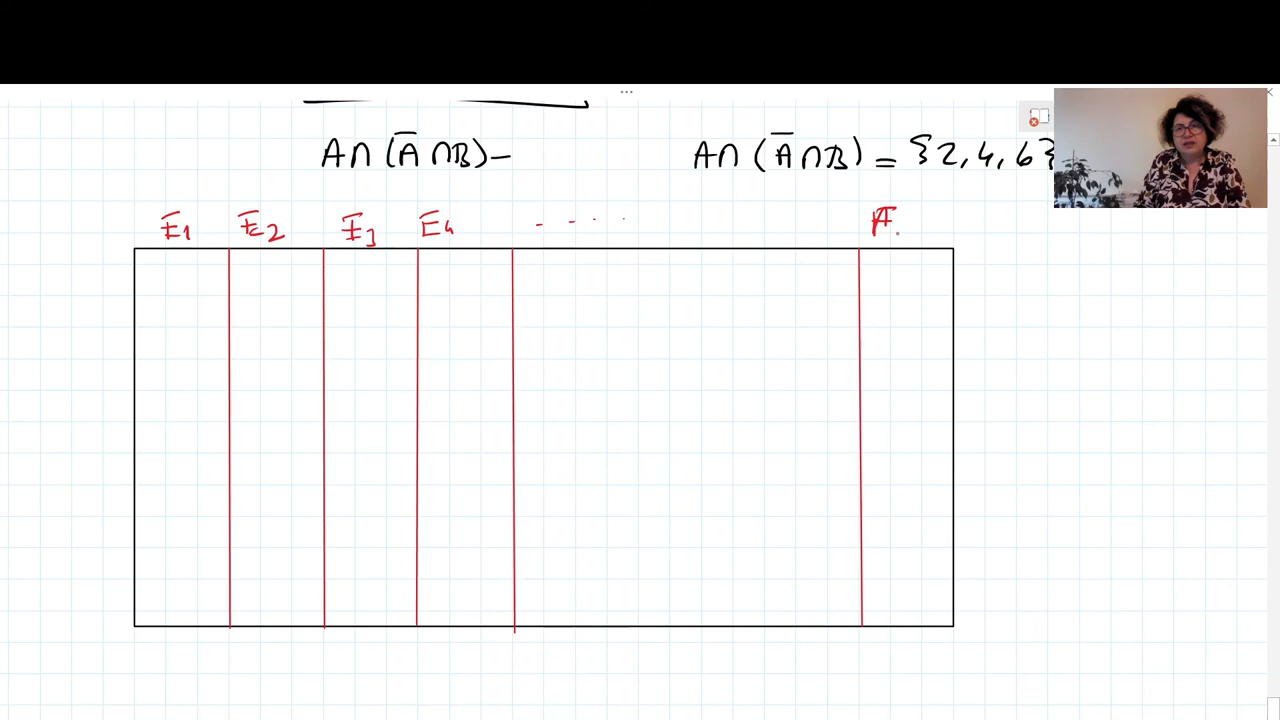 A∩(A̅∩B)– A∩(A̅∩B) = {2,4,6}
E1 E2 E3 E4 ....